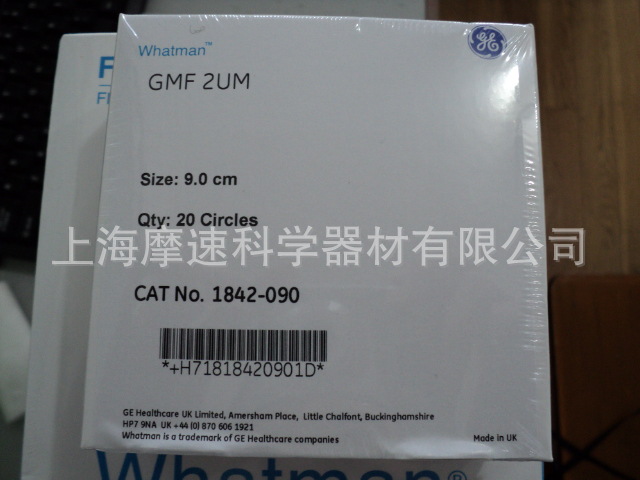 Whatman™
GMF 2UM
Size: 9.0 cm
Qty: 20 Circles
上海摩速科学器材有限公司
CAT No. 1842-090
*+H71818420901D*
GE Healthcare UK Limited, Amersham Place, Little Chalfont, Buckinghamshire
HP7 9NA UK +44 (0) 870 606 1921
Whatman is a trademark of GE Healthcare companies
Made in UK
Whatman®